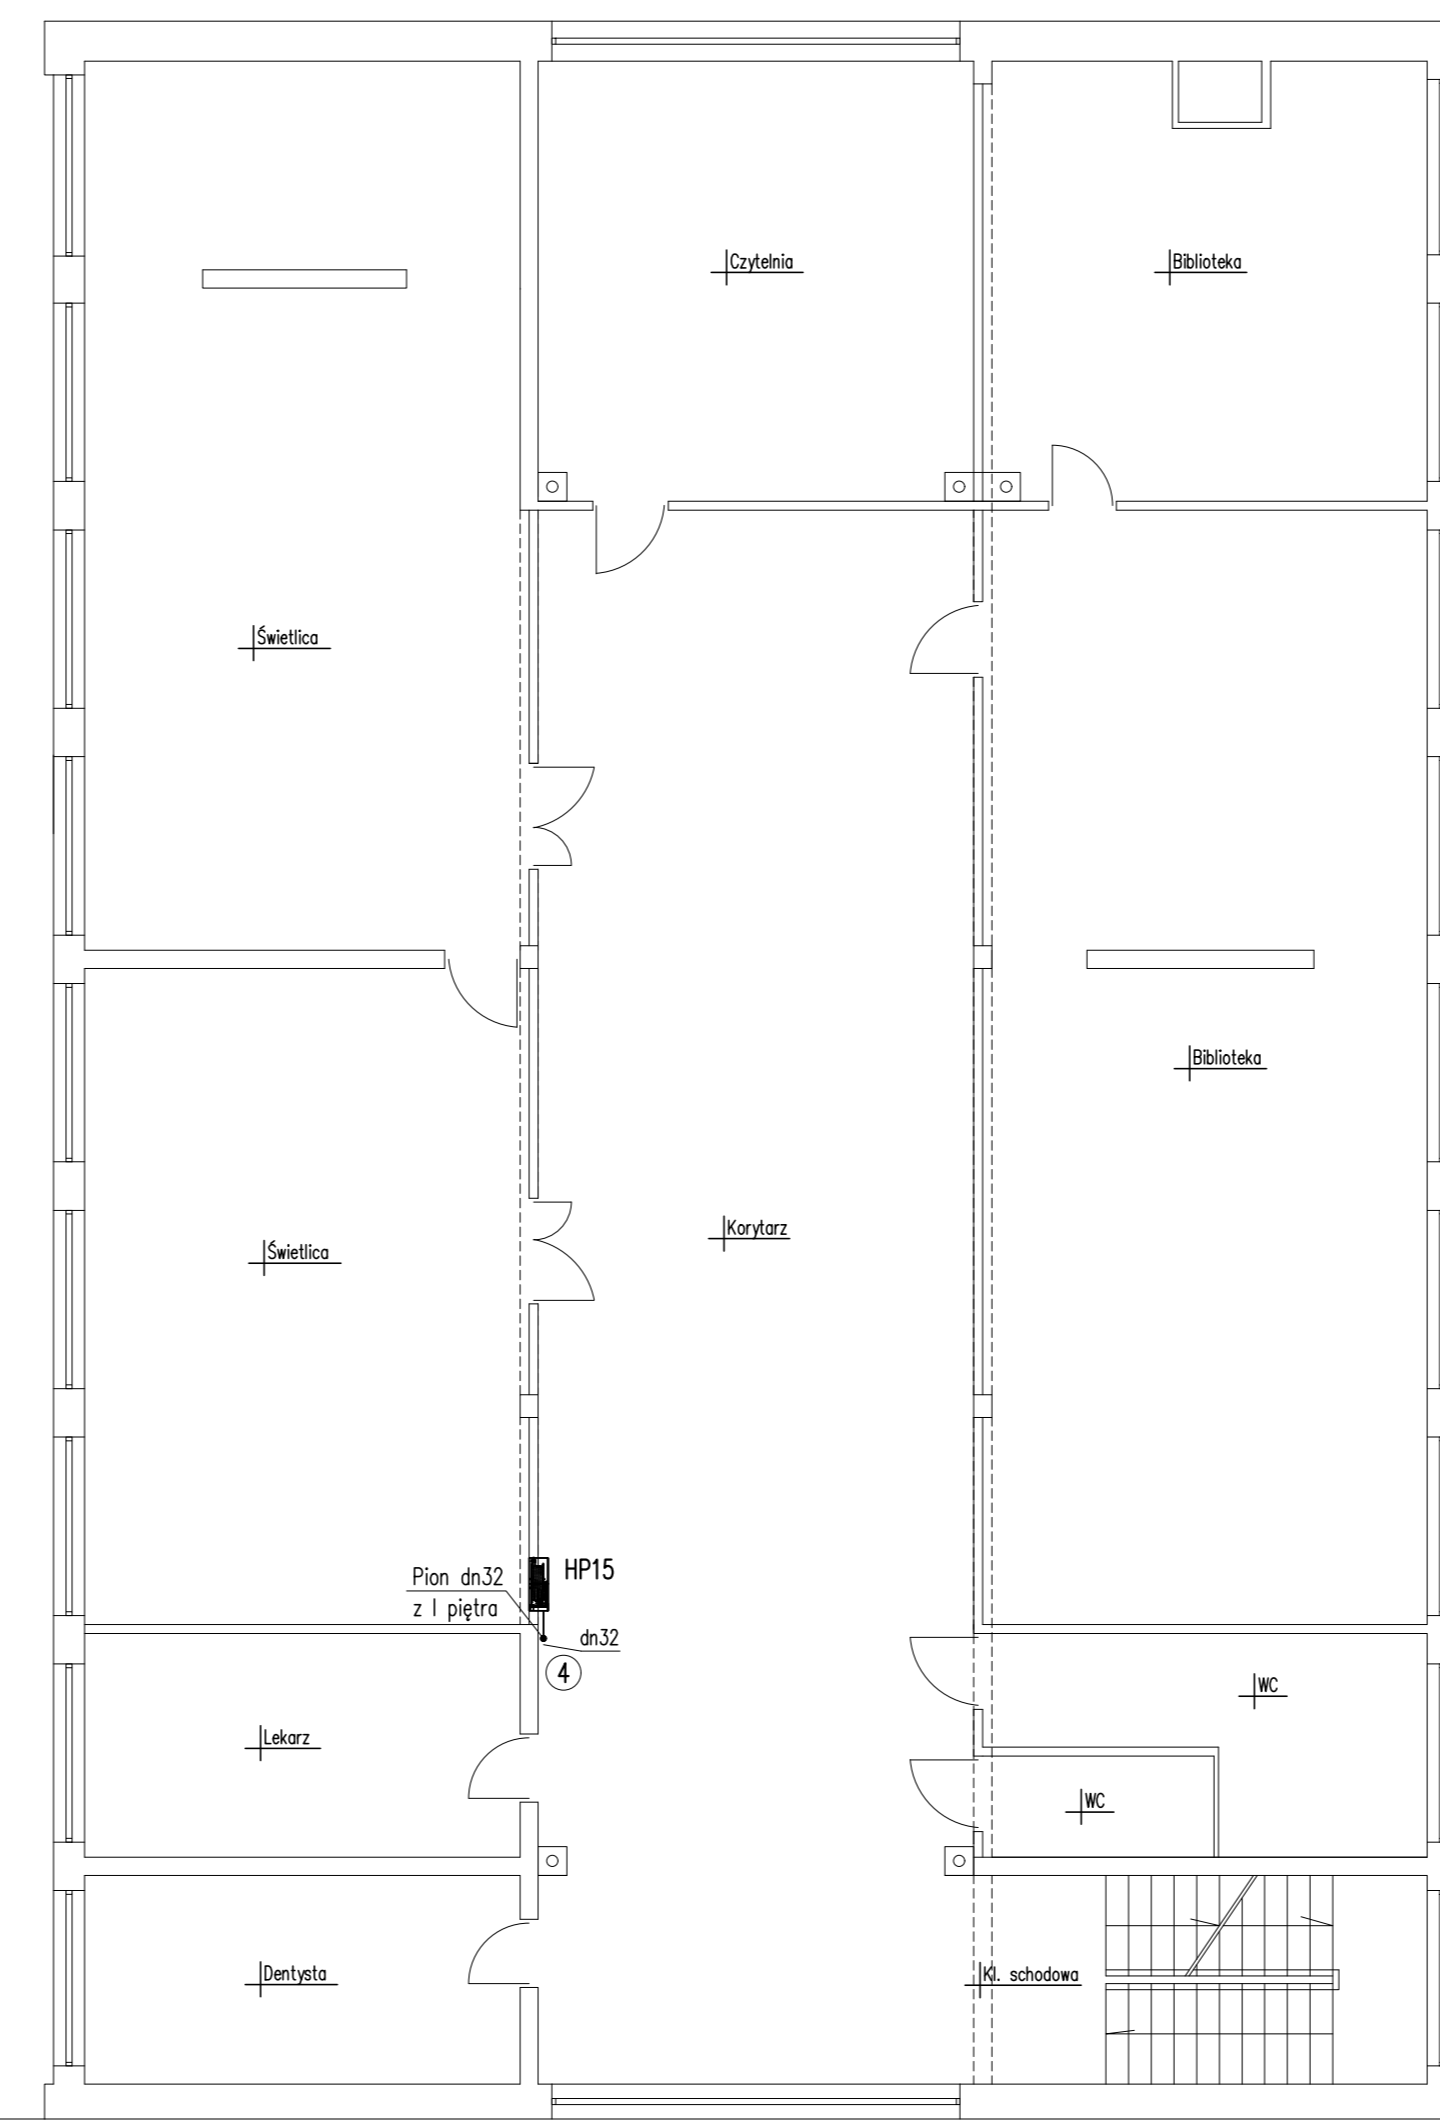 Czytelnia
Biblioteka
Świetlica
Biblioteka
Korytarz
Świetlica
HP15
Pion dn32
z I piętra
dn32
4
WC
Lekarz
WC
Dentysta
Kl. schodowa